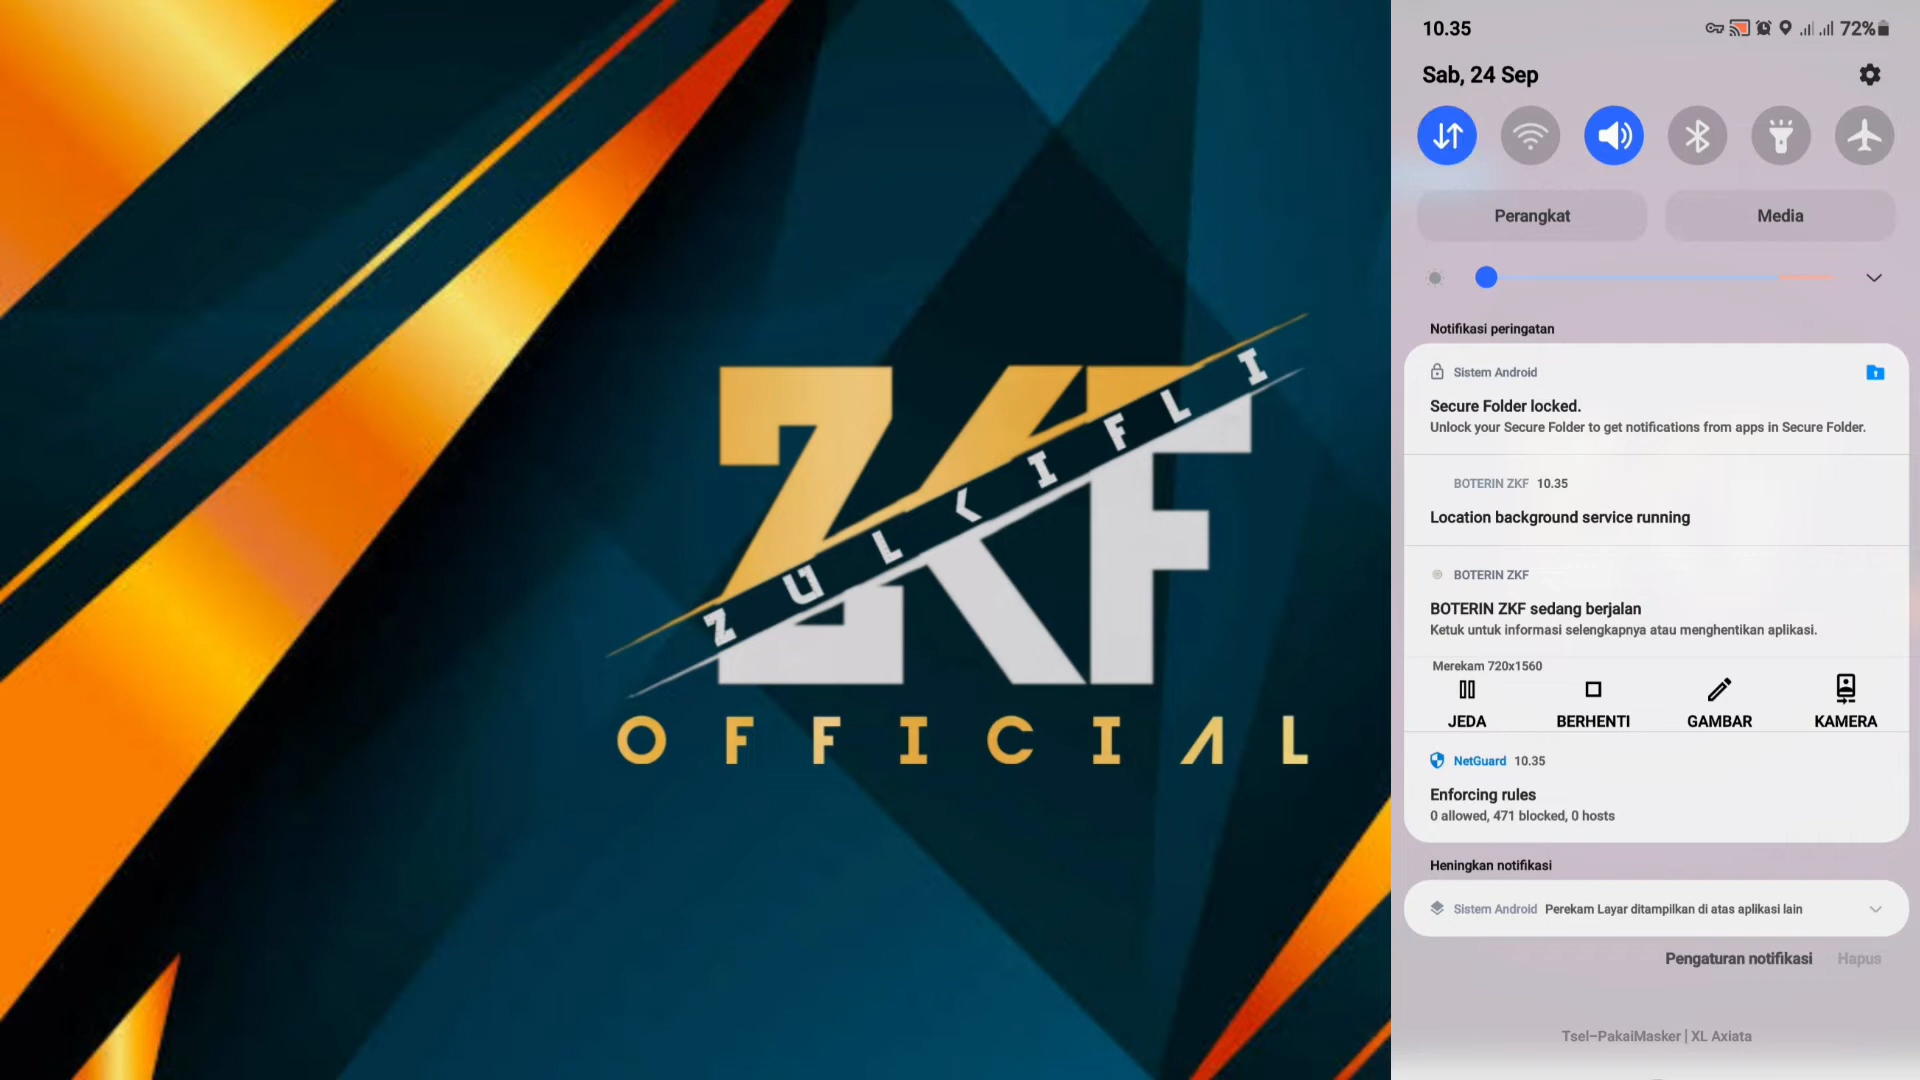 ZKF
ZULKIFLI
OFFICIAL
10.35
72%
Sab, 24 Sep
Perangkat
Media
Notifikasi peringatan
Sistem Android
Secure Folder locked.
Unlock your Secure Folder to get notifications from apps in Secure Folder.
BOTERIN ZKF 10.35
Location background service running
BOTERIN ZKF
BOTERIN ZKF sedang berjalan
Ketuk untuk informasi selengkapnya atau menghentikan aplikasi.
Merekam 720x1560
JEDA
BERHENTI
GAMBAR
KAMERA
NetGuard 10.35
Enforcing rules
0 allowed, 471 blocked, 0 hosts
Heningkan notifikasi
Sistem Android Perekam Layar ditampilkan di atas aplikasi lain
Pengaturan notifikasi
Hapus
Tsel-PakaiMasker | XL Axiata